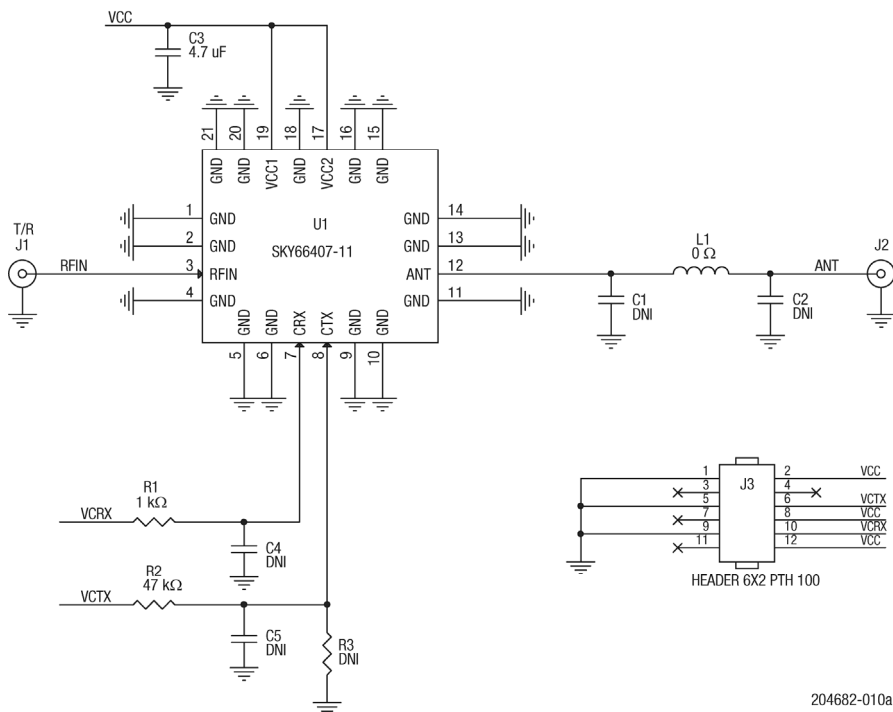 VCC
C3
4.7 uF
21
20
19
18
17
16
15
GND
GND
VCC1
GND
VCC2
GND
GND
T/R
J1
RFIN
1
2
3
4
GND
GND
RFIN
GND
U1
SKY66407-11
GND
GND
ANT
GND
14
13
12
11
L1
0 Ω
ANT
J2
C1
DNI
C2
DNI
GND
GND
CRX
CTX
GND
GND
5
6
7
8
9
10
VCRX
R1
1 kΩ
C4
DNI
VCTX
R2
47 kΩ
C5
DNI
R3
DNI
J3
1
3
5
7
9
11
2
4
6
8
10
12
VCC
VCTX
VCC
VCRX
VCC
HEADER 6X2 PTH 100
204682-010a